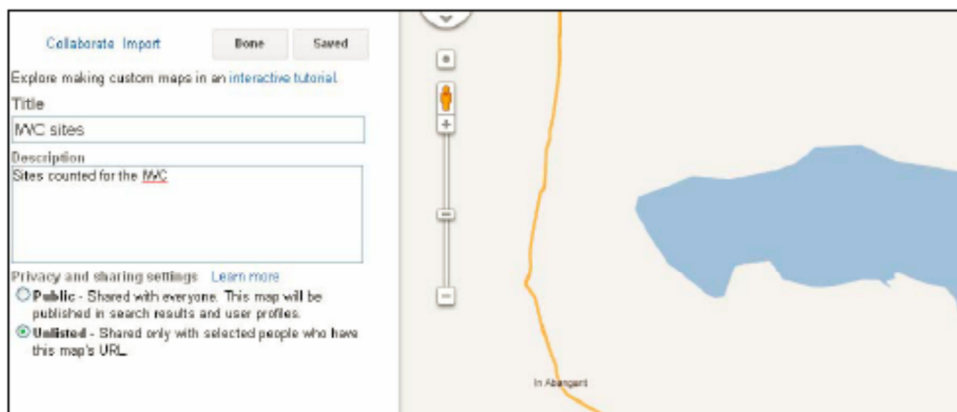 Collaborate Import Done Saved
Explore making custom maps in an interactive tutorial.
Title
IWC sites
Description
Sites counted for the IWC
Privacy and sharing settings Learn more
Public - Shared with everyone. This map will be
published in search results and user profiles.
Unlisted - Shared only with selected people who have
this map's URL.
In Abangarit